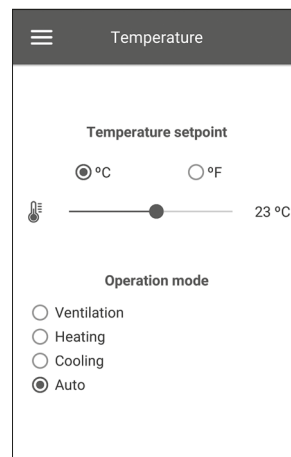 Temperature
Temperature setpoint
ºC ºF
23 ºC
Operation mode
Ventilation
Heating
Cooling
Auto